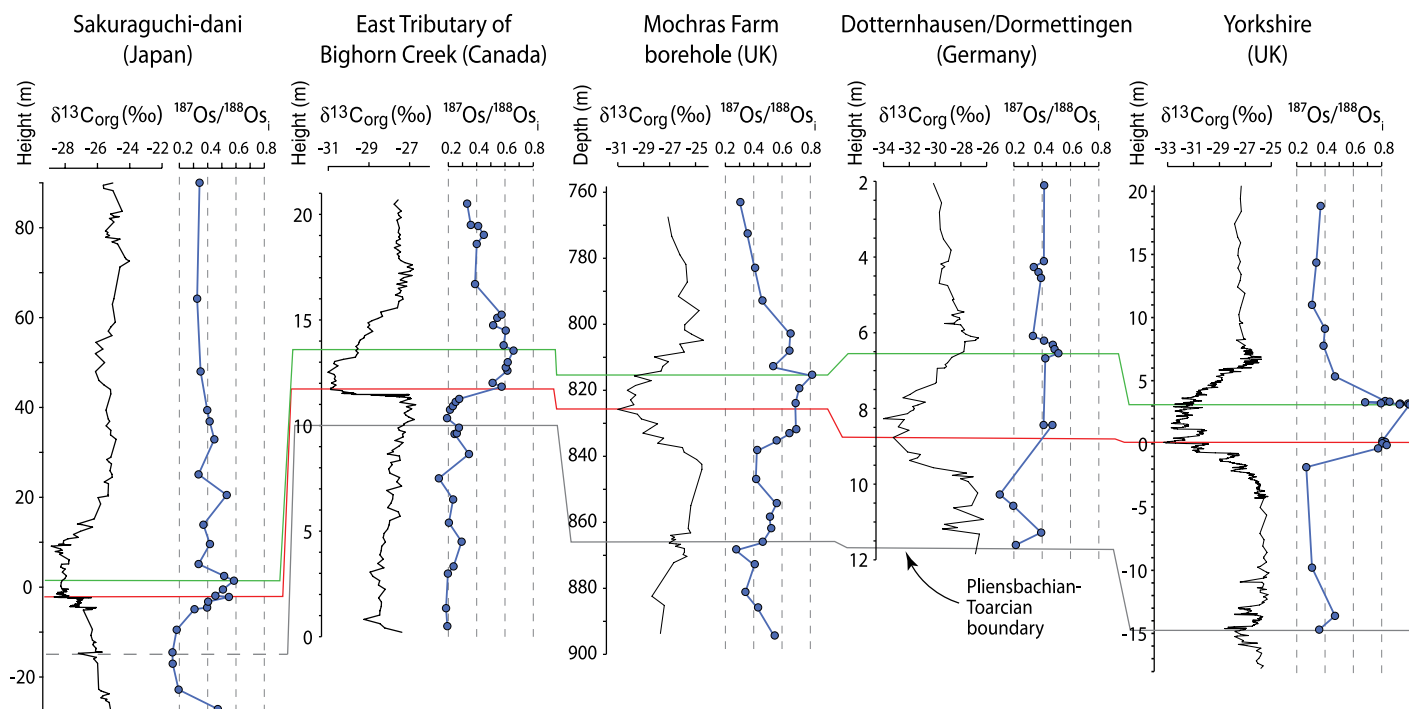 Sakuraguchi-dani
(Japan)
East Tributary of
Bighorn Creek (Canada)
Mochras Farm
borehole (UK)
Dotternhausen/Dormettingen
(Germany)
Yorkshire
(UK)
Height (m)
δ13Corg (‰)
187Os/188Osi
-28 -26 -24 -22
0.2 0.4 0.6 0.8
80
60
40
20
0
-20
Height (m)
δ13Corg (‰)
187Os/188Osi
-31 -29 -27
0.2 0.4 0.6 0.8
20
15
10
5
0
Depth (m)
δ13Corg (‰)
187Os/188Osi
-31 -29 -27 -25
0.2 0.4 0.6 0.8
760
780
800
820
840
860
880
900
Height (m)
δ13Corg (‰)
187Os/188Osi
-34 -30 -26
0.2 0.4 0.6 0.8
2
4
6
8
10
12
Pliensbachian-
Toarcian
boundary
Height (m)
δ13Corg (‰)
187Os/188Osi
-33 -31 -29 -27 -25
0.2 0.4 0.8
20
15
10
5
0
-5
-10
-15